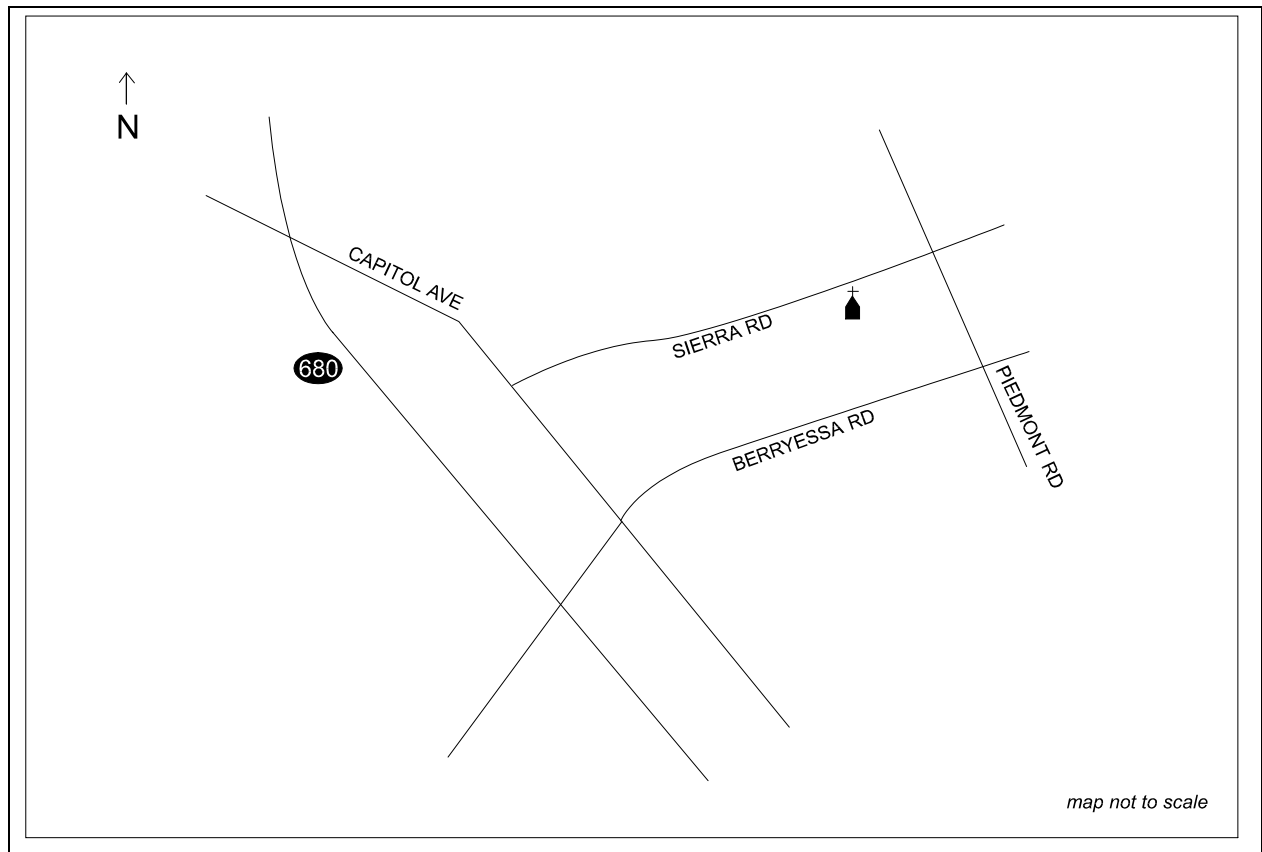 N
CAPITOL AVE
680
SIERRA RD
BERRYESSA RD
PIEDMONT RD
map not to scale